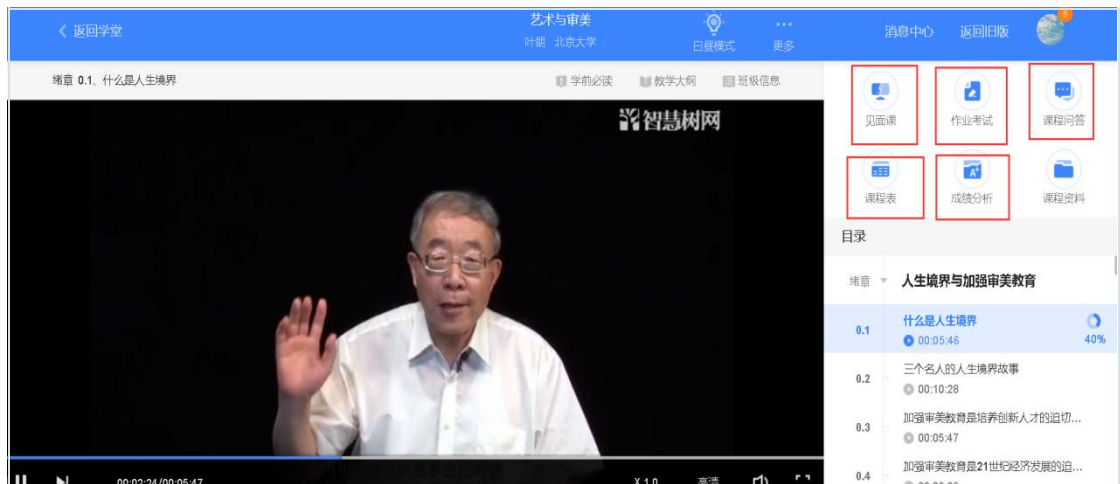 返回学堂
艺术与审美
叶朗 北京大学
白昼模式
更多
消息中心
返回旧版
6
绪章 0.1、什么是人生境界
学前必读
教学大纲
班级信息
智慧树网
见面课
作业考试
课程问答
课程表
成绩分析
课程资料
目录
绪章
人生境界与加强审美教育
0.1
什么是人生境界
00:05:46
40%
0.2
三个名人的人生境界故事
00:10:28
0.3
加强审美教育是培养创新人才的迫切...
00:05:47
0.4
加强审美教育是21世纪经济发展的迫...
00:02:24/00:05:47
X 1.0
高清